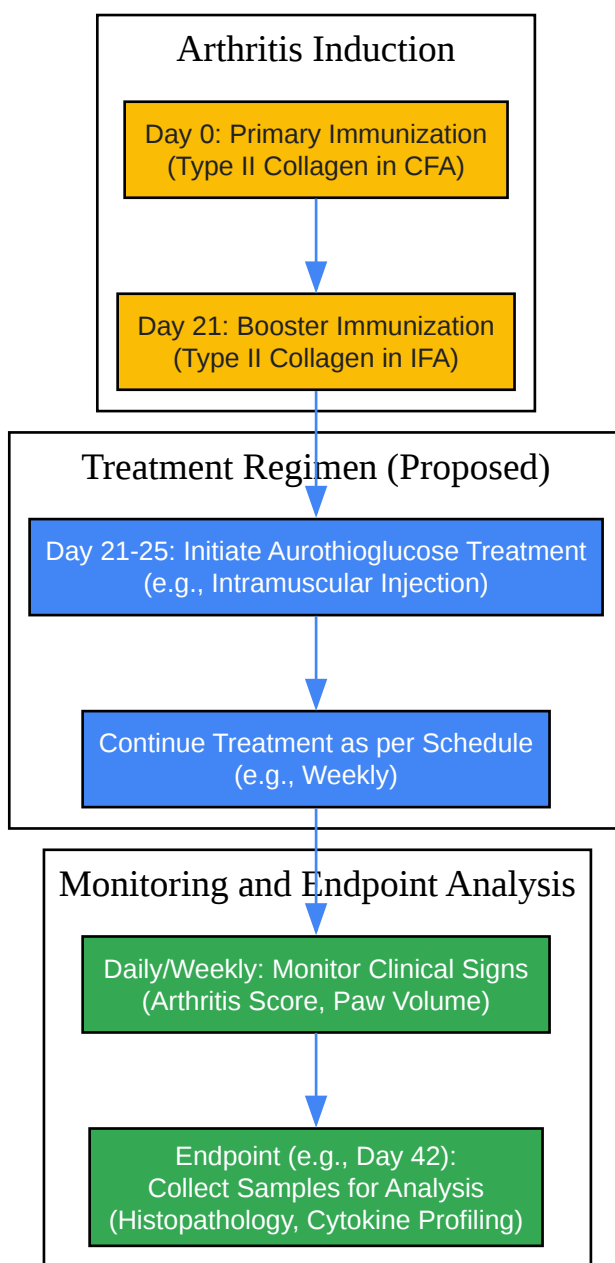 Arthritis Induction
Day 0: Primary Immunization
(Type II Collagen in CFA)
Day 21: Booster Immunization
(Type II Collagen in IFA)
Treatment Regimen (Proposed)
Day 21-25: Initiate Aurothioglucose Treatment
(e.g., Intramuscular Injection)
Continue Treatment as per Schedule
(e.g., Weekly)
Monitoring and Endpoint Analysis
Daily/Weekly: Monitor Clinical Signs
(Arthritis Score, Paw Volume)
Endpoint (e.g., Day 42):
Collect Samples for Analysis
(Histopathology, Cytokine Profiling)